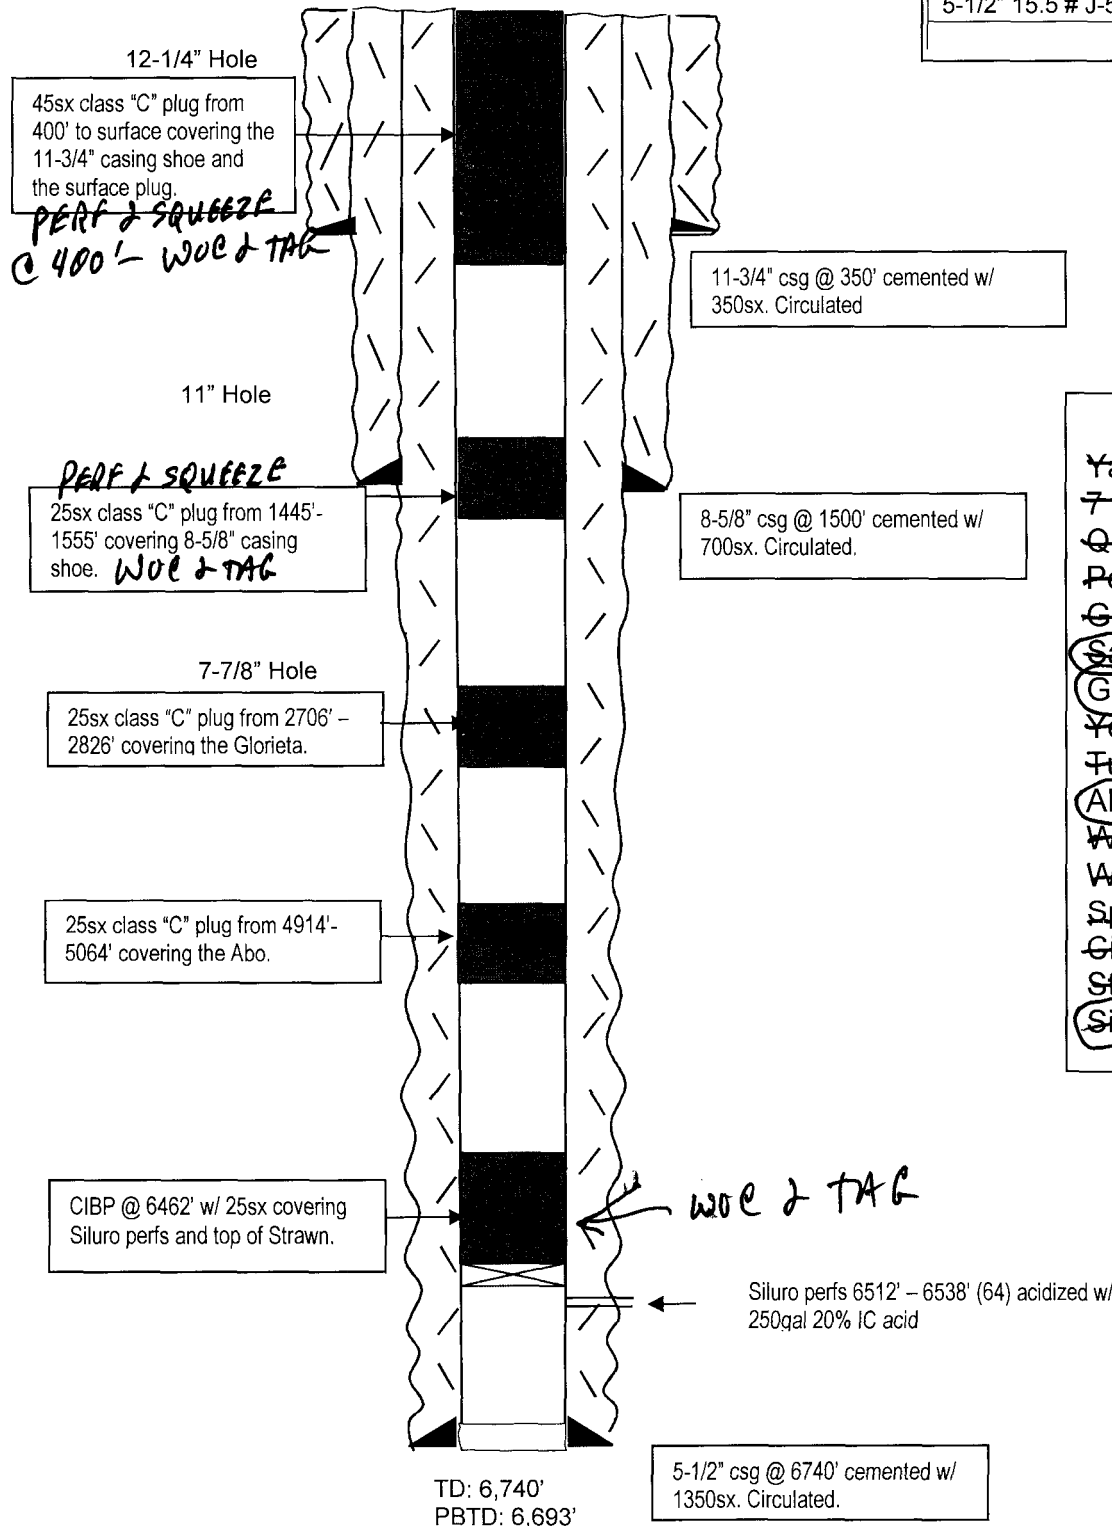 5-1/2" 15.5 # J-5
12-1/4" Hole
45sx class "C" plug from
400' to surface covering the
11-3/4" casing shoe and
the surface plug.
PERF & SQUEEZE
@ 400' - WOC & TAG
11-3/4" csg @ 350' cemented w/
350sx. Circulated
11" Hole
PERF & SQUEEZE
25sx class "C" plug from 1445'-
1555' covering 8-5/8" casing
shoe. WOC & TAG
8-5/8" csg @ 1500' cemented w/
700sx. Circulated.
7-7/8" Hole
25sx class "C" plug from 2706' –
2826' covering the Glorieta.
25sx class "C" plug from 4914'-
5064' covering the Abo.
CIBP @ 6462' w/ 25sx covering
Siluro perfs and top of Strawn.
WOC & TAG
Siluro perfs 6512' – 6538' (64) acidized w/
250gal 20% IC acid
5-1/2" csg @ 6740' cemented w/
1350sx. Circulated.
TD: 6,740'
PBTD: 6,693'